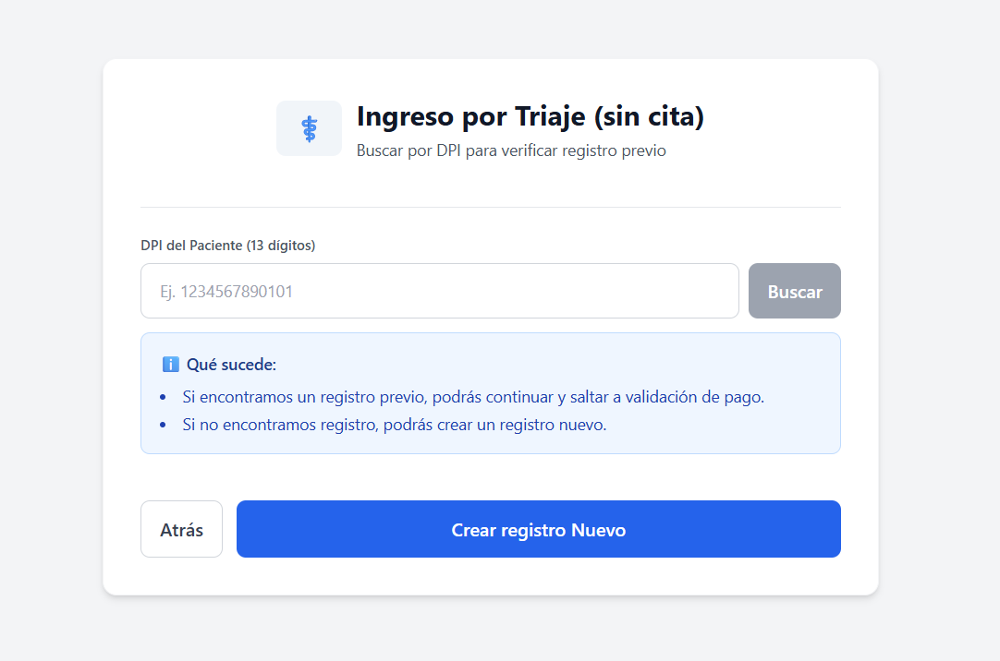 Ingreso por Triaje (sin cita)
Buscar por DPI para verificar registro previo
DPI del Paciente (13 dígitos)
Ej. 1234567890101
Buscar
ℹ️ Qué sucede:
• Si encontramos un registro previo, podrás continuar y saltar a validación de pago.
• Si no encontramos registro, podrás crear un registro nuevo.
Atrás
Crear registro Nuevo